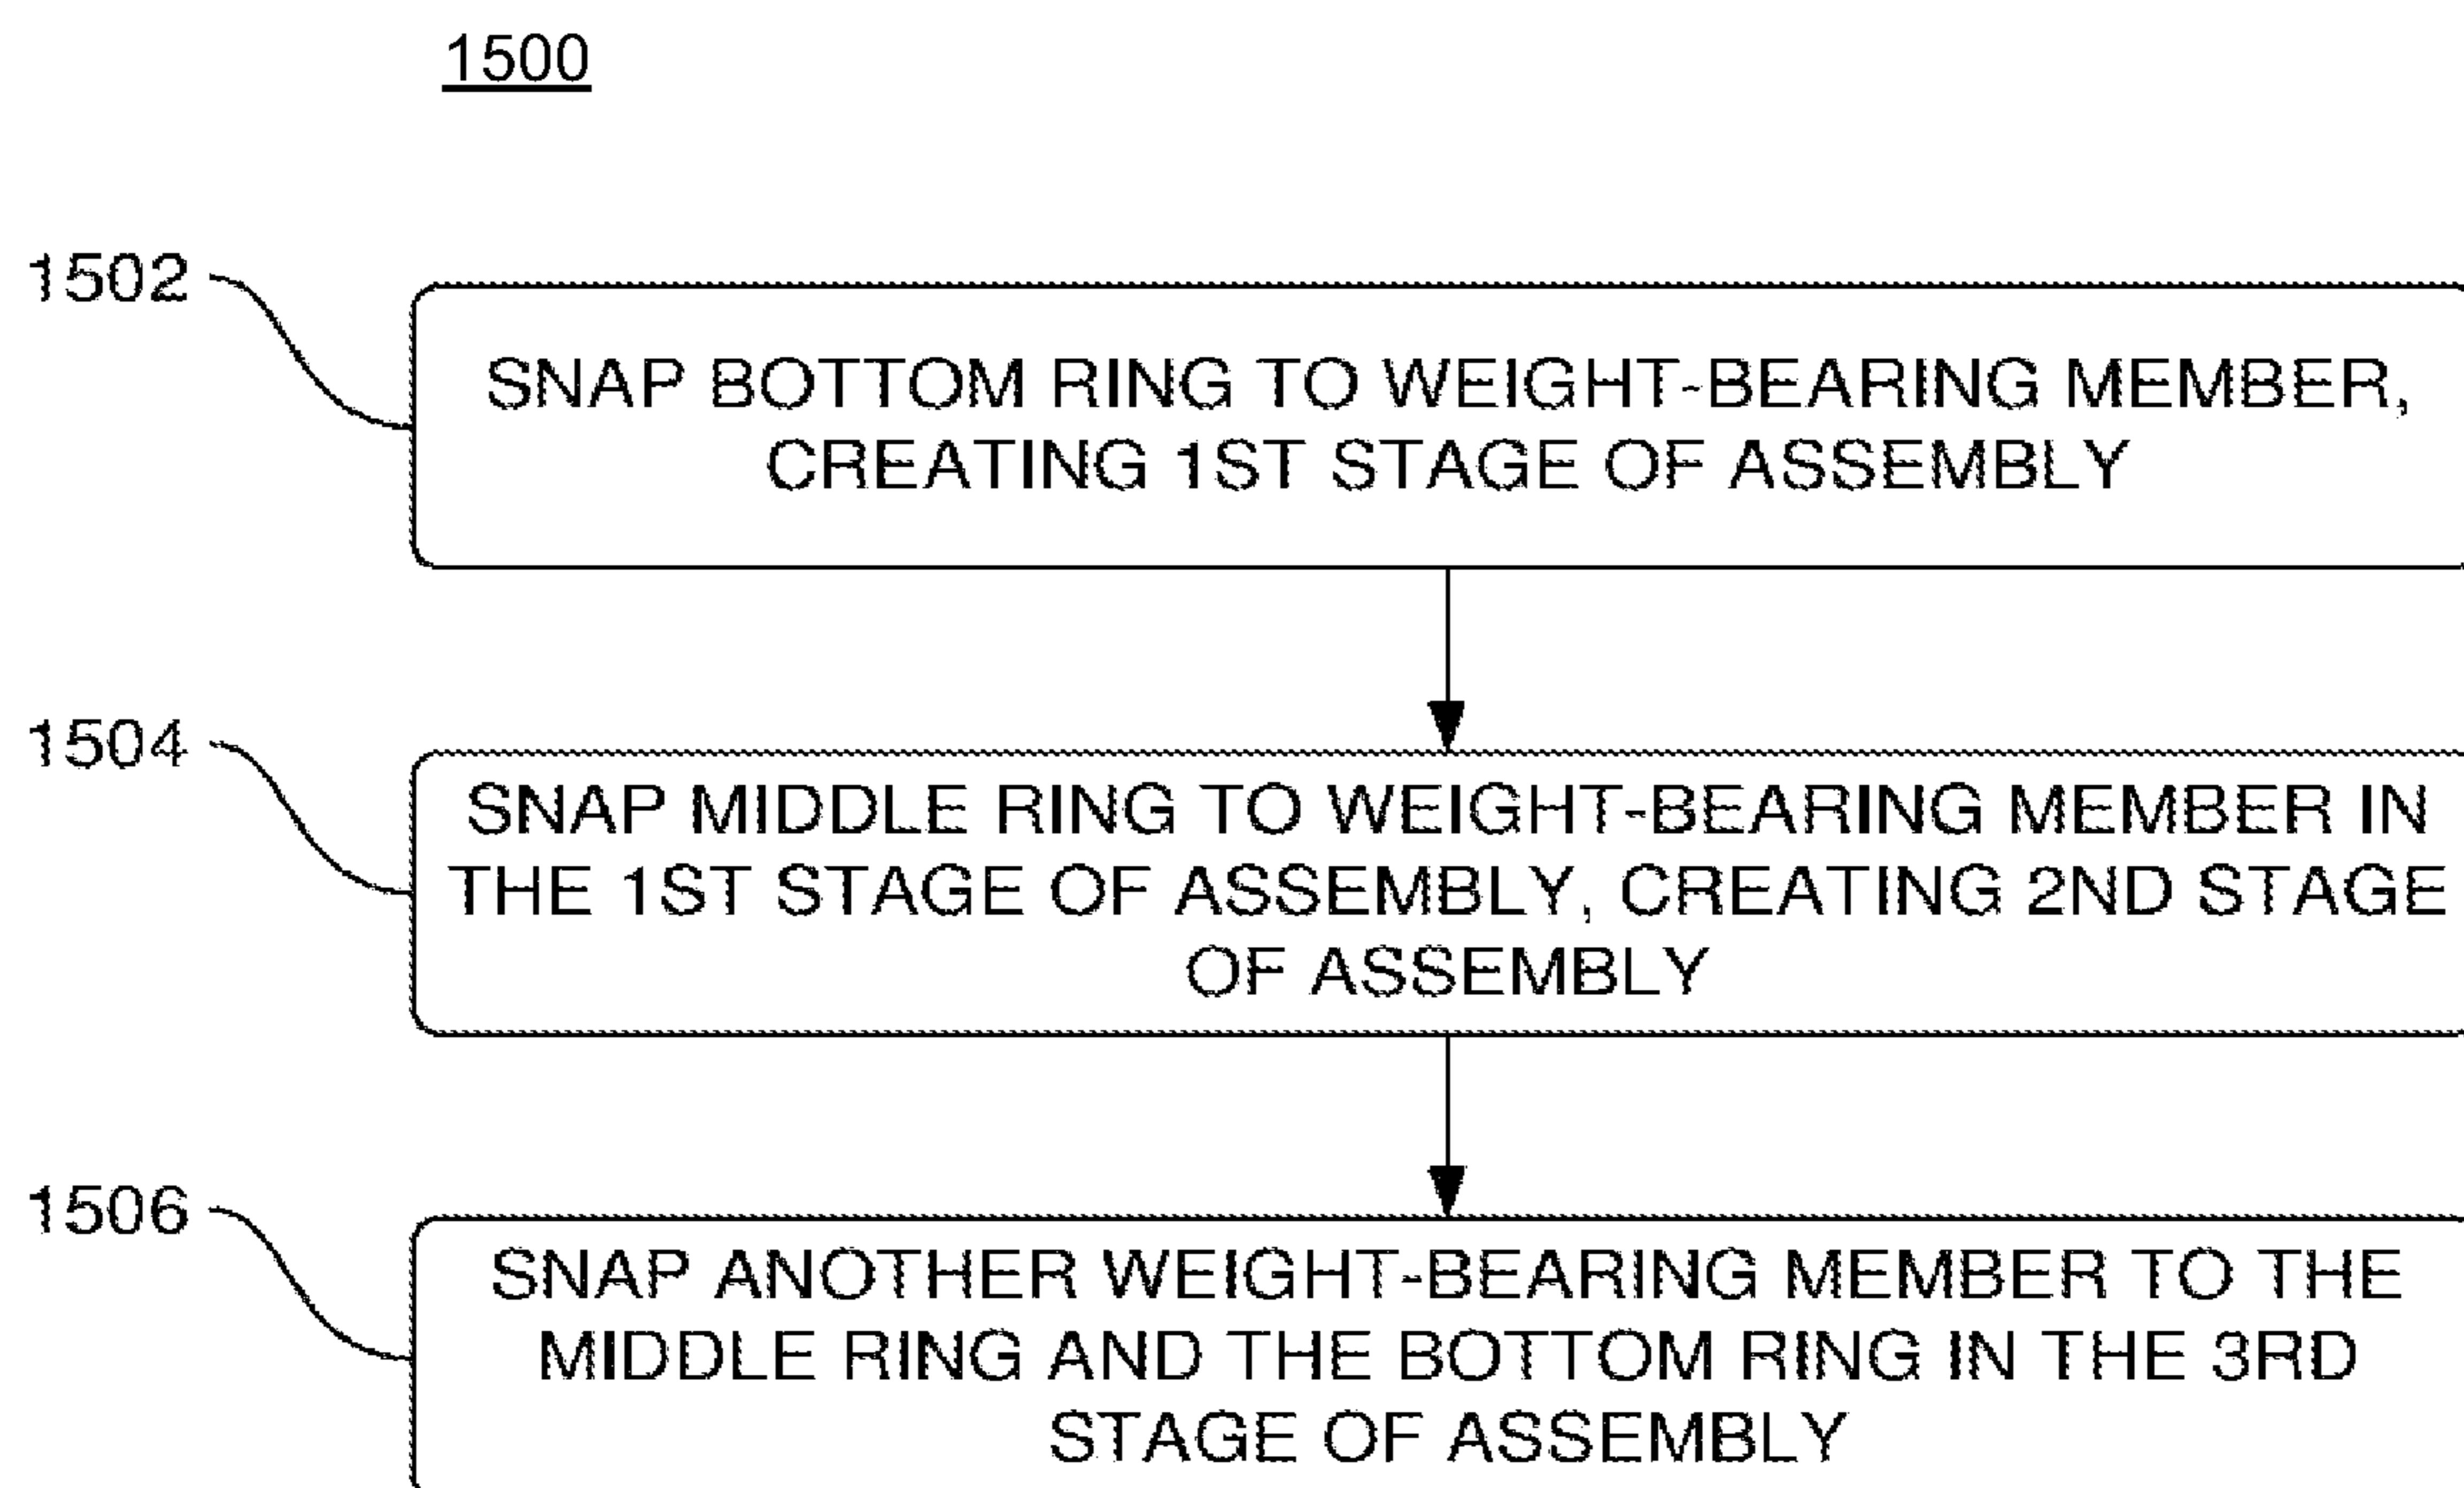 1500
1502
SNAP BOTTOM RING TO WEIGHT-BEARING MEMBER,
CREATING 1ST STAGE OF ASSEMBLY
1504
SNAP MIDDLE RING TO WEIGHT-BEARING MEMBER IN
THE 1ST STAGE OF ASSEMBLY, CREATING 2ND STAGE
OF ASSEMBLY
1506
SNAP ANOTHER WEIGHT-BEARING MEMBER TO THE
MIDDLE RING AND THE BOTTOM RING IN THE 3RD
STAGE OF ASSEMBLY